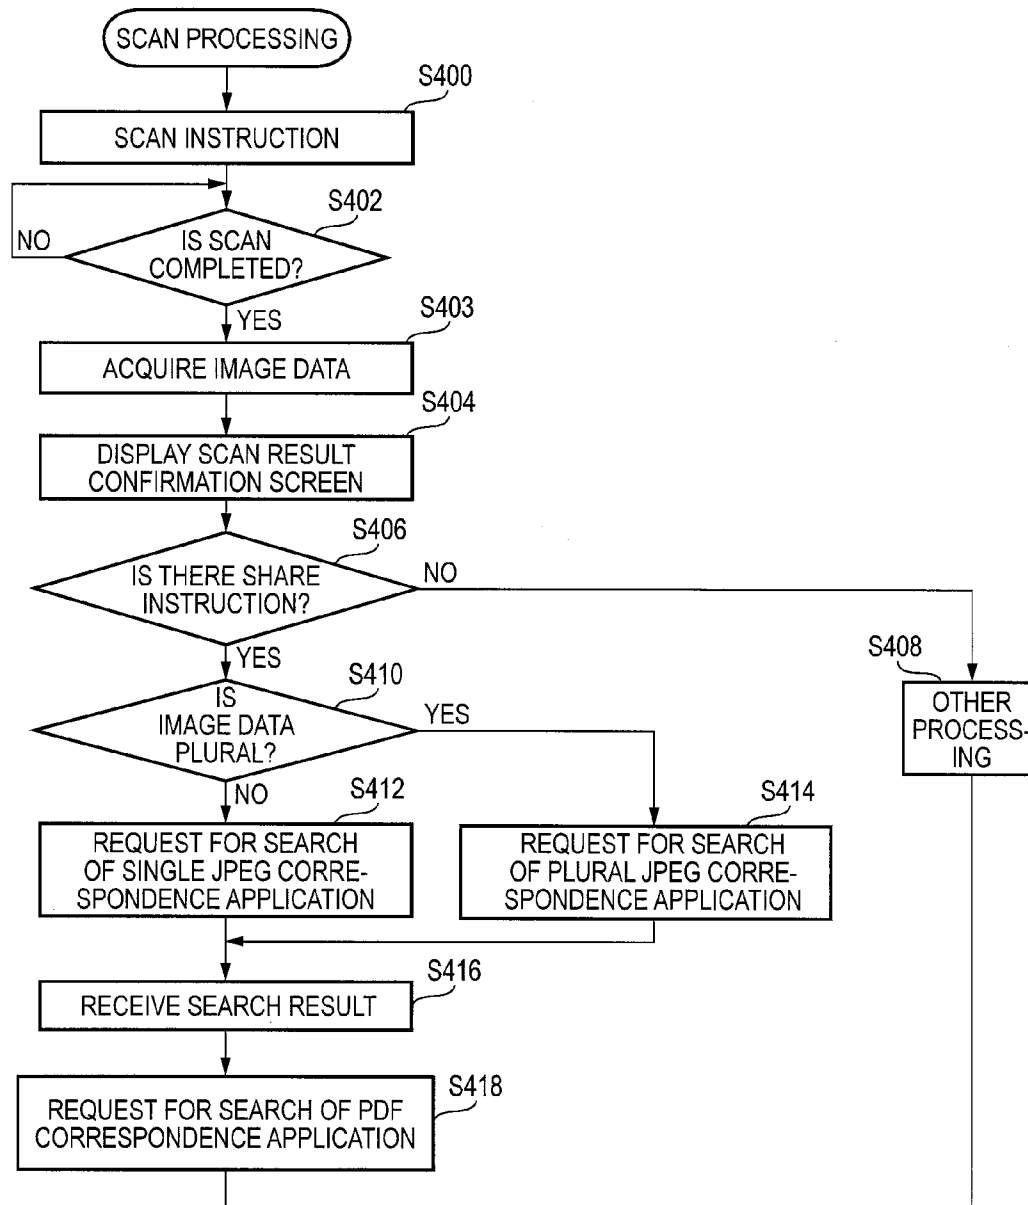 SCAN PROCESSING
S400
SCAN INSTRUCTION
S402
NO
IS SCAN
COMPLETED?
YES
S403
ACQUIRE IMAGE DATA
S404
DISPLAY SCAN RESULT
CONFIRMATION SCREEN
S406
IS THERE SHARE
INSTRUCTION?
NO
YES
S408
OTHER
PROCESS-
ING
S410
IS
IMAGE DATA
PLURAL?
YES
NO
S412
REQUEST FOR SEARCH
OF SINGLE JPEG CORRE-
SPONDENCE APPLICATION
S414
REQUEST FOR SEARCH
OF PLURAL JPEG CORRE-
SPONDENCE APPLICATION
S416
RECEIVE SEARCH RESULT
S418
REQUEST FOR SEARCH OF PDF
CORRESPONDENCE APPLICATION